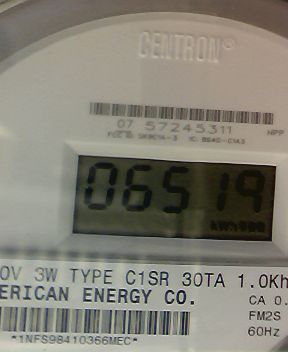 CENTRON®
07 57245311
06519
0V 3W TYPE C1SR 30TA 1.0Kh
ERICAN ENERGY CO.
CA 0.
FM2S
60Hz
*1NFS98410366MEC*